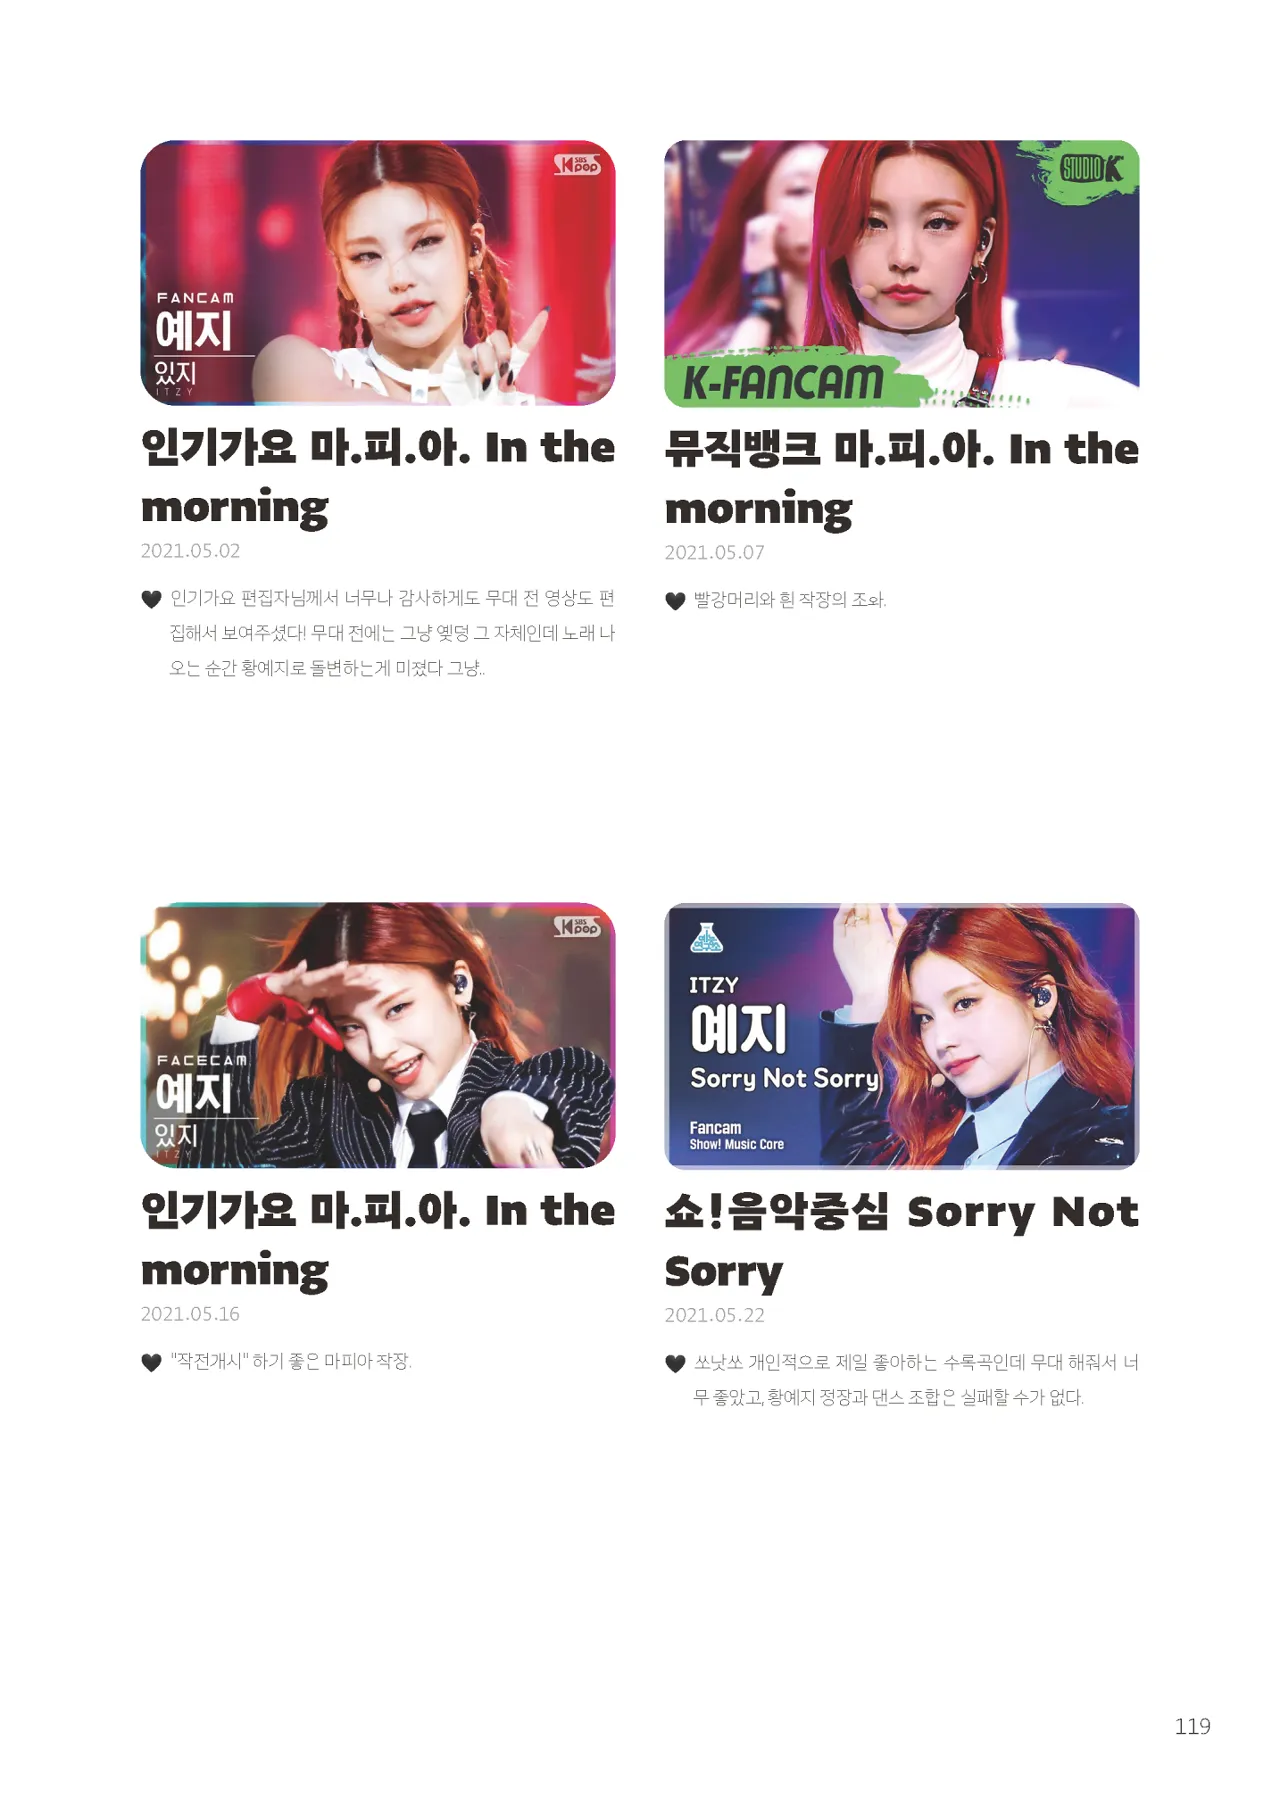 SBS Kpop
FANCAM
예지
있지
ITZY
인기가요 마.피.아. In the
morning
2021.05.02
🖤 인기가요 편집자님께서 너무나 감사하게도 무대 전 영상도 편
집해서 보여주셨다! 무대 전에는 그냥 옞덩 그 자체인데 노래 나
오는 순간 황예지로 돌변하는게 미쪘다 그냥..
STUDIO K
K-FANCAM
뮤직뱅크 마.피.아. In the
morning
2021.05.07
🖤 빨강머리와 흰 착장의 조화.
SBS Kpop
FACECAM
예지
있지
ITZY
인기가요 마.피.아. In the
morning
2021.05.16
🖤 "작전개시" 하기 좋은 마피아 착장.
예능연구소
ITZY
예지
Sorry Not Sorry
Fancam
Show! Music Core
쇼!음악중심 Sorry Not
Sorry
2021.05.22
🖤 쏘낫쏘 개인적으로 제일 좋아하는 수록곡인데 무대 해줘서 너
무 좋았고, 황예지 정장과 댄스 조합은 실패할 수가 없다.
119